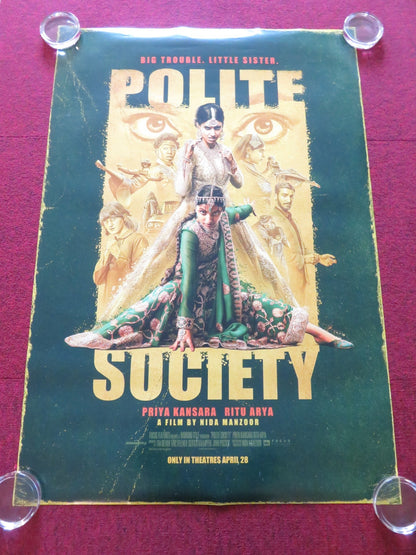 BIG TROUBLE. LITTLE SISTER.
POLITE
SOCIETY
PRIYA KANSARA RITU ARYA
A FILM BY NIDA MANZOOR
ONLY IN THEATRES APRIL 28